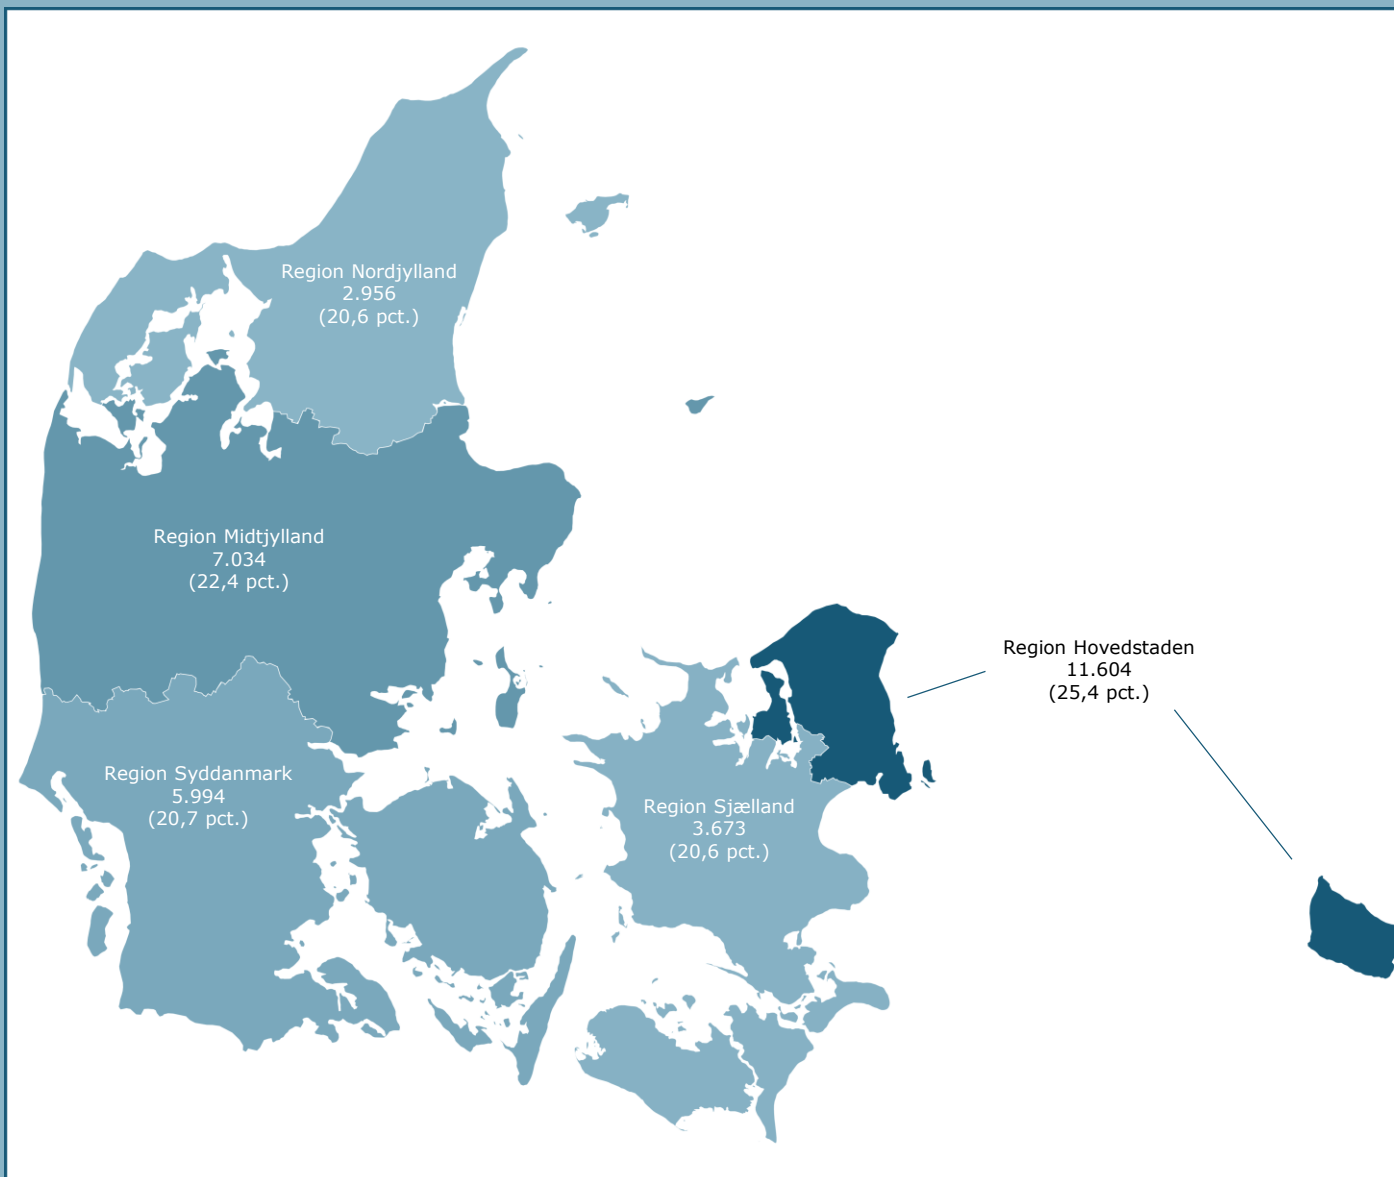 Region Nordjylland
2.956
(20,6 pct.)
Region Midtjylland
7.034
(22,4 pct.)
Region Hovedstaden
11.604
(25,4 pct.)
Region Syddanmark
5.994
(20,7 pct.)
Region Sjælland
3.673
(20,6 pct.)